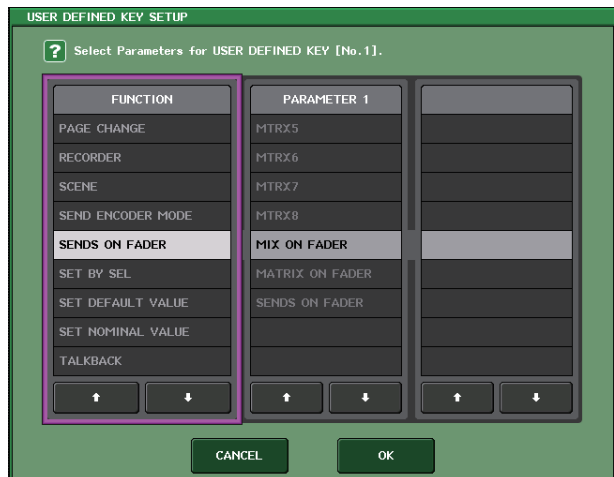 USER DEFINED KEY SETUP
? Select Parameters for USER DEFINED KEY [No.1].
FUNCTION
PAGE CHANGE
RECORDER
SCENE
SEND ENCODER MODE
SENDS ON FADER
SET BY SEL
SET DEFAULT VALUE
SET NOMINAL VALUE
TALKBACK
PARAMETER 1
MTRX5
MTRX6
MTRX7
MTRX8
MIX ON FADER
MATRIX ON FADER
SENDS ON FADER
CANCEL
OK